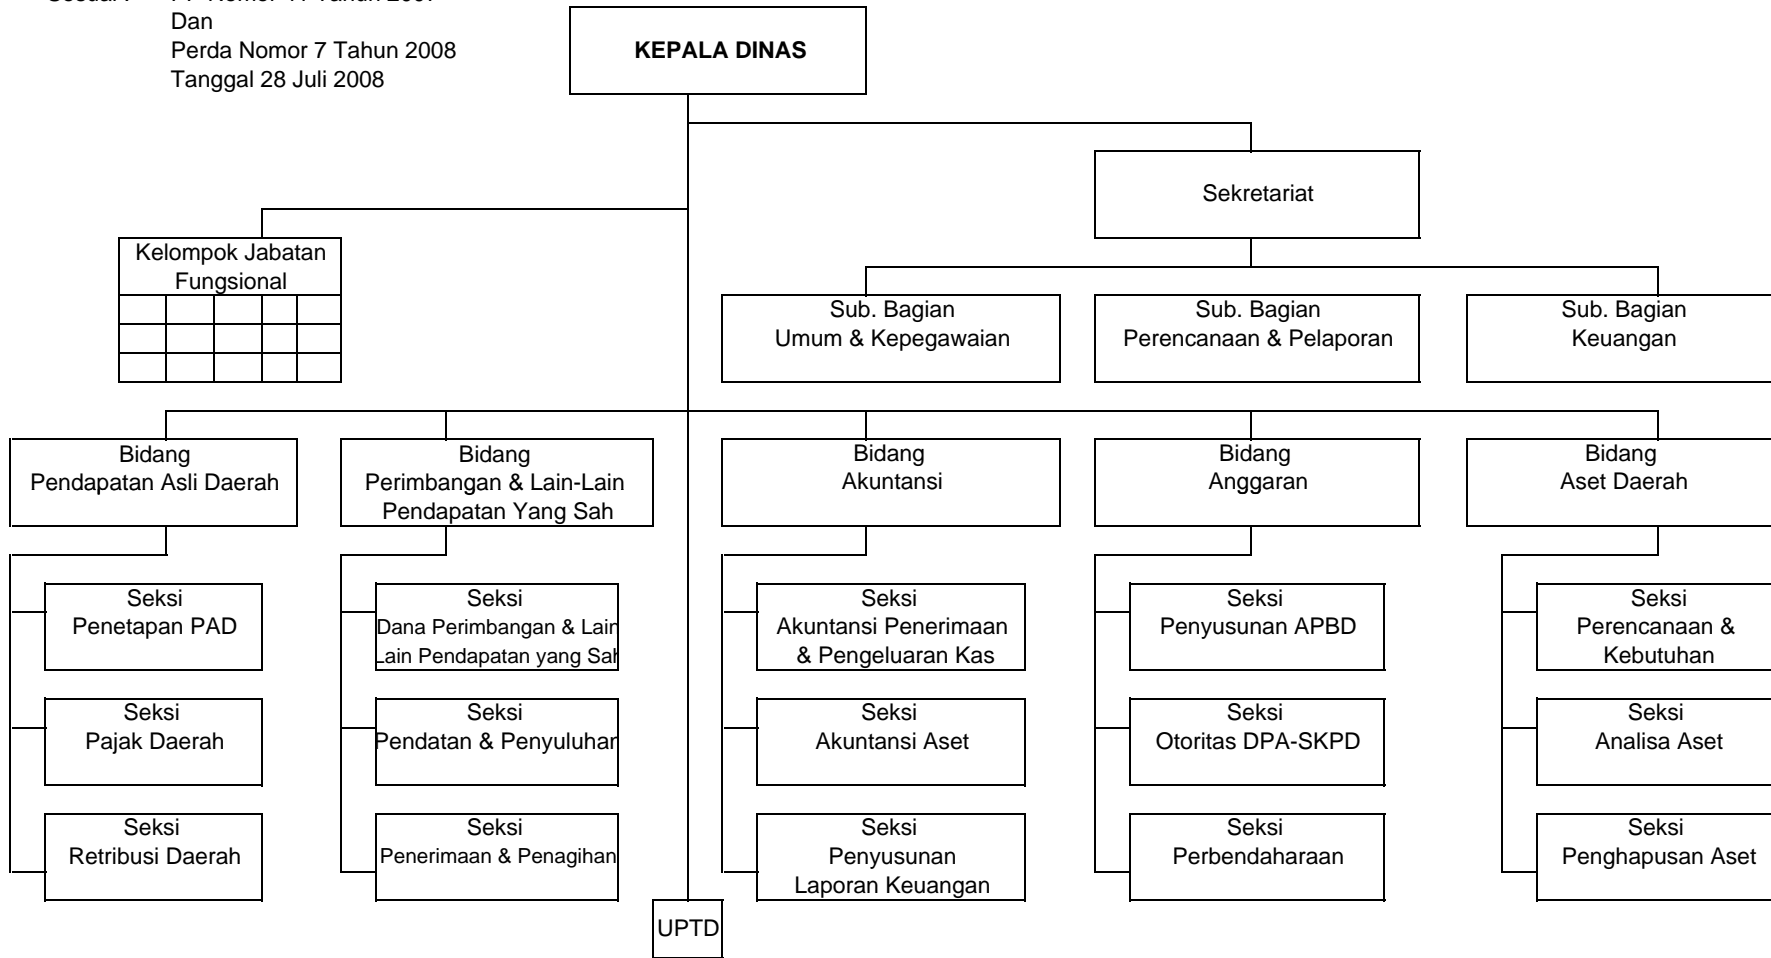 Dan
Perda Nomor 7 Tahun 2008
Tanggal 28 Juli 2008
KEPALA DINAS
Sekretariat
Kelompok Jabatan
Fungsional
Sub. Bagian
Umum & Kepegawaian
Sub. Bagian
Perencanaan & Pelaporan
Sub. Bagian
Keuangan
Bidang
Pendapatan Asli Daerah
Bidang
Perimbangan & Lain-Lain
Pendapatan Yang Sah
Bidang
Akuntansi
Bidang
Anggaran
Bidang
Aset Daerah
Seksi
Penetapan PAD
Seksi
Dana Perimbangan & Lain
Lain Pendapatan yang Sah
Seksi
Akuntansi Penerimaan
& Pengeluaran Kas
Seksi
Penyusunan APBD
Seksi
Perencanaan &
Kebutuhan
Seksi
Pajak Daerah
Seksi
Pendatan & Penyuluhan
Seksi
Akuntansi Aset
Seksi
Otoritas DPA-SKPD
Seksi
Analisa Aset
Seksi
Retribusi Daerah
Seksi
Penerimaan & Penagihan
Seksi
Penyusunan
Laporan Keuangan
Seksi
Perbendaharaan
Seksi
Penghapusan Aset
UPTD